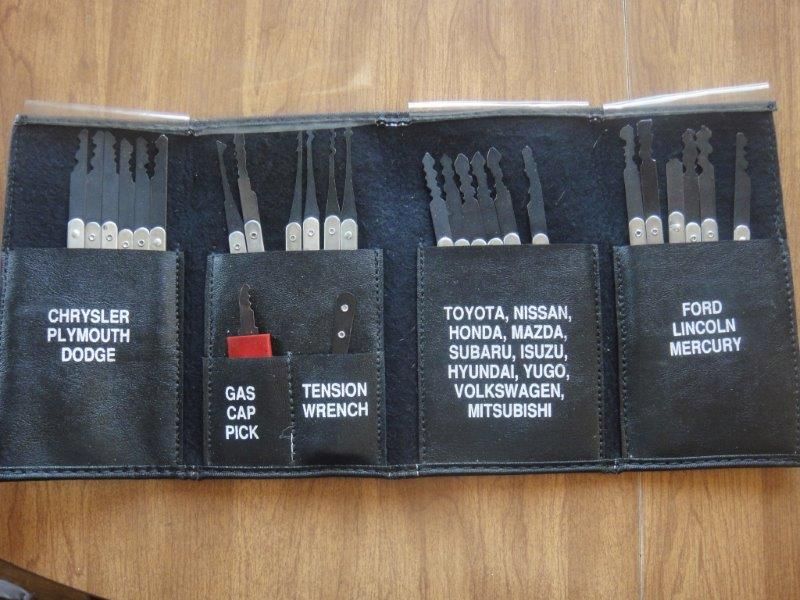 CHRYSLER
PLYMOUTH
DODGE
GAS
CAP
PICK
TENSION
WRENCH
TOYOTA, NISSAN,
HONDA, MAZDA,
SUBARU, ISUZU,
HYUNDAI, YUGO,
VOLKSWAGEN,
MITSUBISHI
FORD
LINCOLN
MERCURY